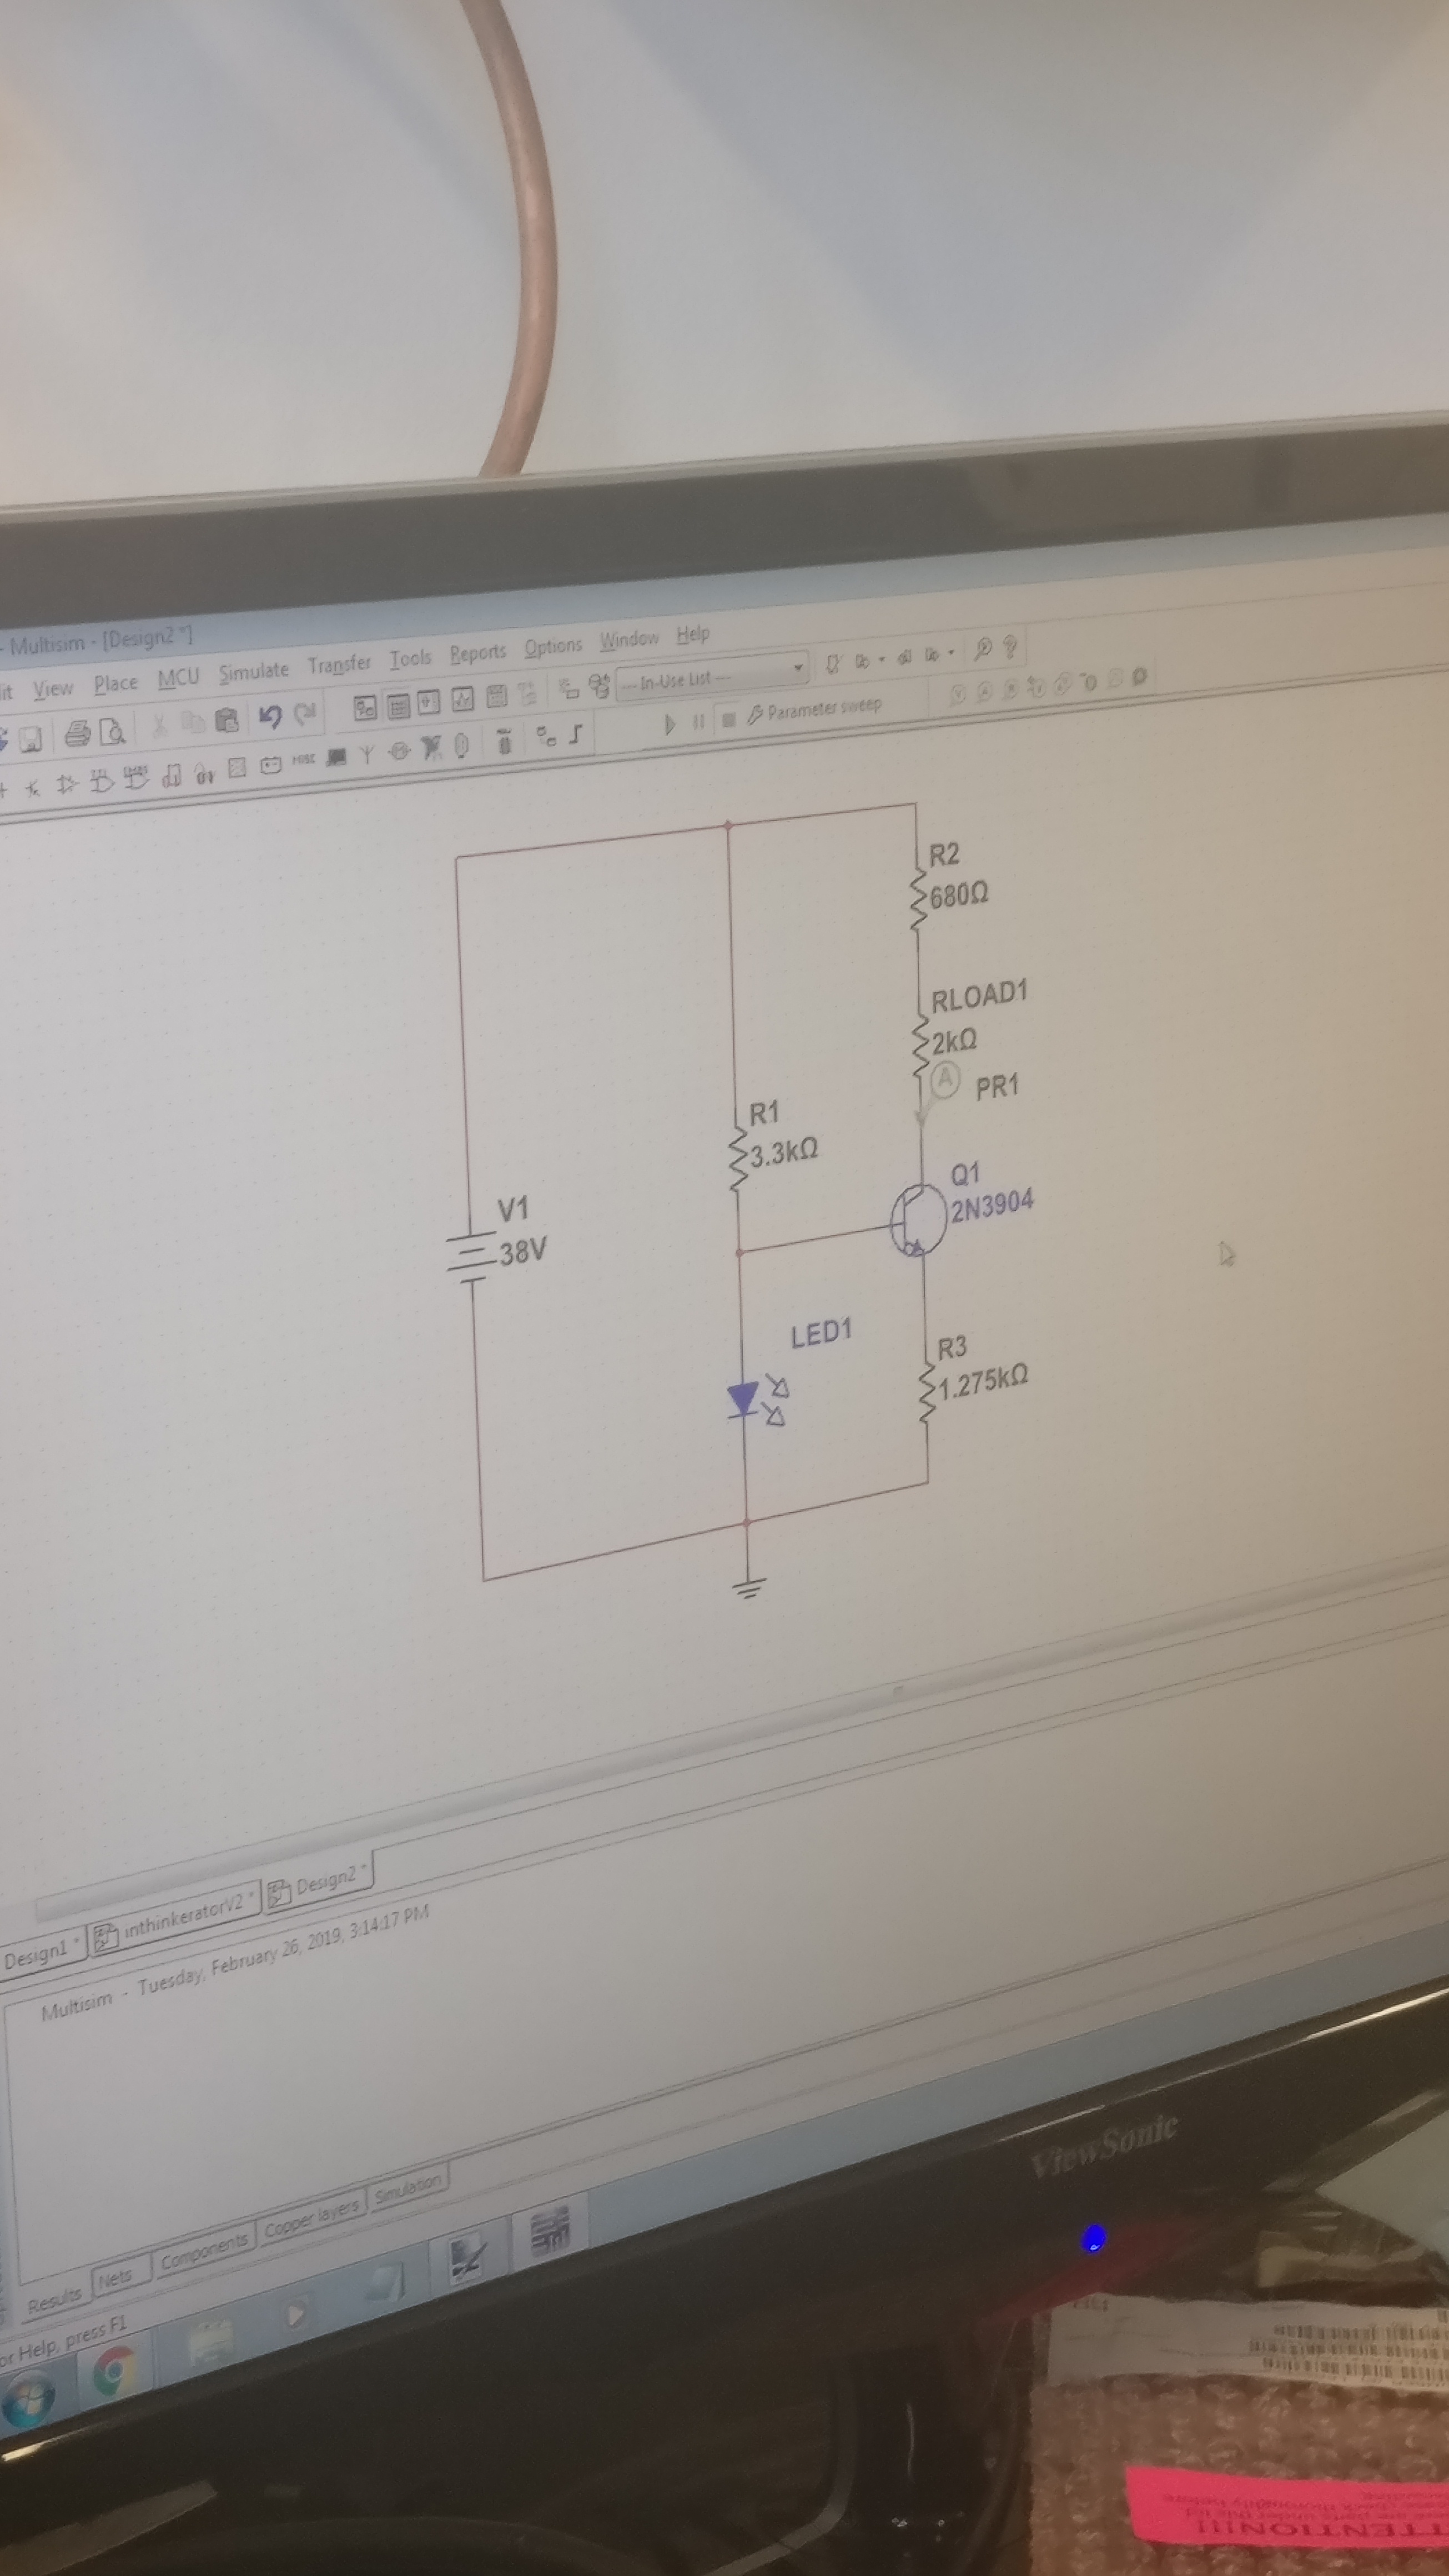 - Multisim - [Design2 *]
it View Place MCU Simulate Transfer Tools Reports Options Window Help
--- In-Use List ---
Parameter sweep
MISC
R2
680Ω
RLOAD1
2kΩ
A PR1
R1
3.3kΩ
Q1
2N3904
V1
38V
LED1
R3
1.275kΩ
Design1 * inthinkeratorV2 * Design2 *
Multisim - Tuesday, February 26, 2019, 3:14:17 PM
Results Nets Components Copper layers Simulation
or Help, press F1
ViewSonic
TTENTION!!!